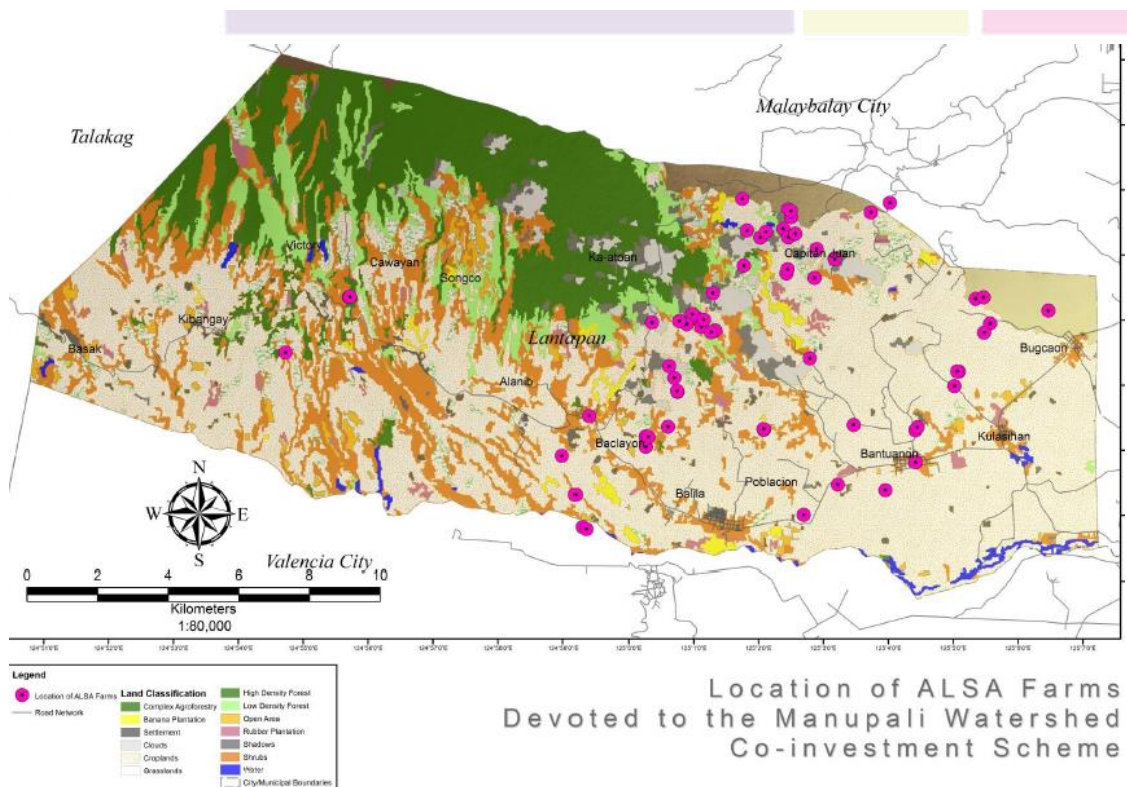 Malaybalay City
Talakag
Victory
Cawayan
Songco
Ka-atoan
Capitan Juan
Kibangay
Basak
Lantapan
Bugcaon
Alanib
Baclayon
Kulasihan
Bantuanon
Balila
Poblacion
N
W E
S
Valencia City
0 2 4 6 8 10
Kilometers
1:80,000
Legend
Location of ALSA Farms
Road Network
Land Classification
Complex Agroforestry
Banana Plantation
Settlement
Clouds
Croplands
Grasslands
High Density Forest
Low Density Forest
Open Area
Rubber Plantation
Shadows
Shrubs
Water
City/Municipal Boundaries
Location of ALSA Farms
Devoted to the Manupali Watershed
Co-investment Scheme